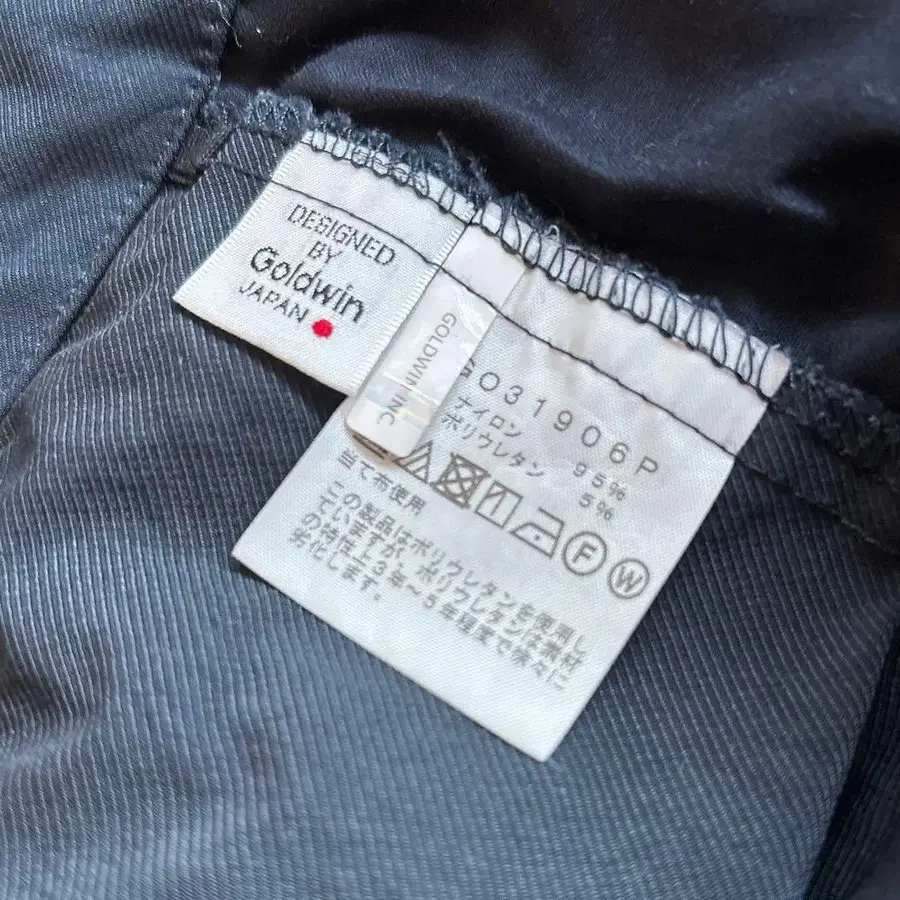 DESIGNED
BY
Goldwin
JAPAN
GOLDWIN INC
GO31906P
ナイロン 95%
ポリウレタン 5%
F W
当て布使用
この製品はポリウレタンを使用し
ていますが、ポリウレタンは素材
の特性上3年～5年程度で徐々に
劣化します。